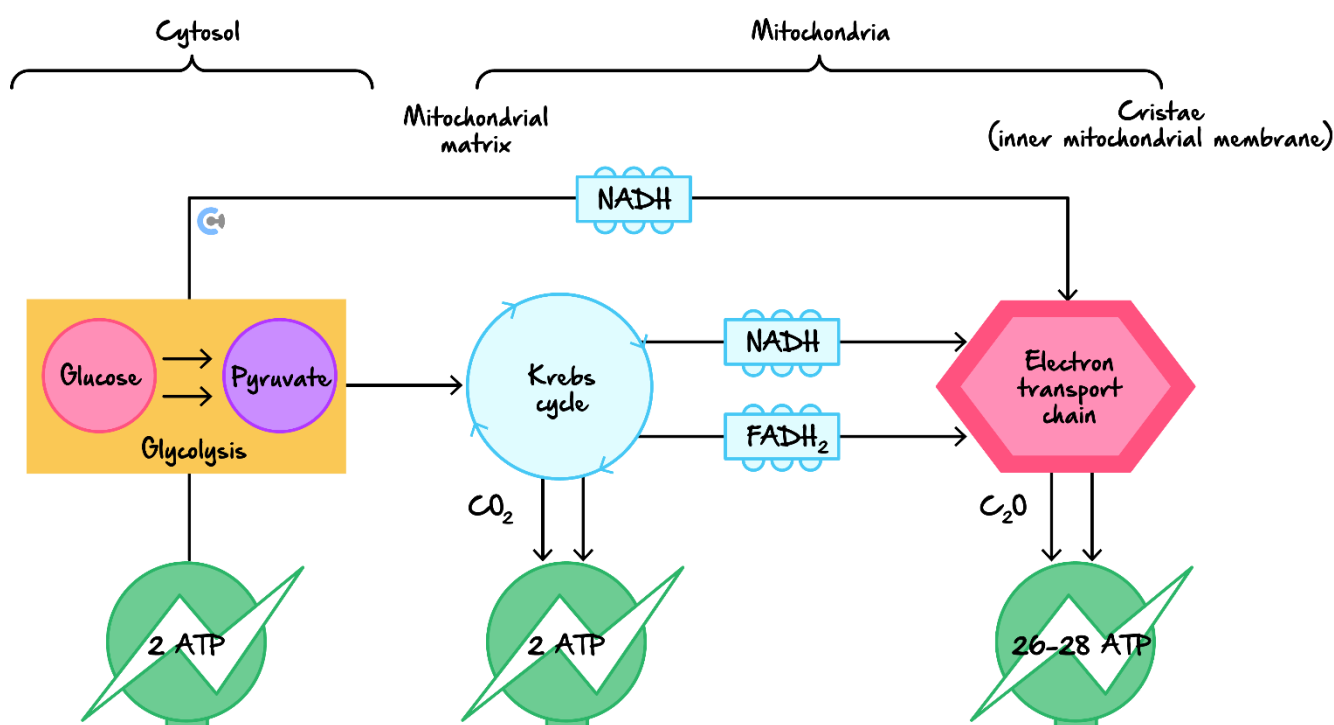 Cytosol
Mitochondria
Mitochondrial
matrix
Cristae
(inner mitochondrial membrane)
NADH
Glucose
Pyruvate
Glycolysis
Krebs
cycle
NADH
FADH₂
Electron
transport
chain
CO₂
C₂O
2 ATP
2 ATP
26-28 ATP